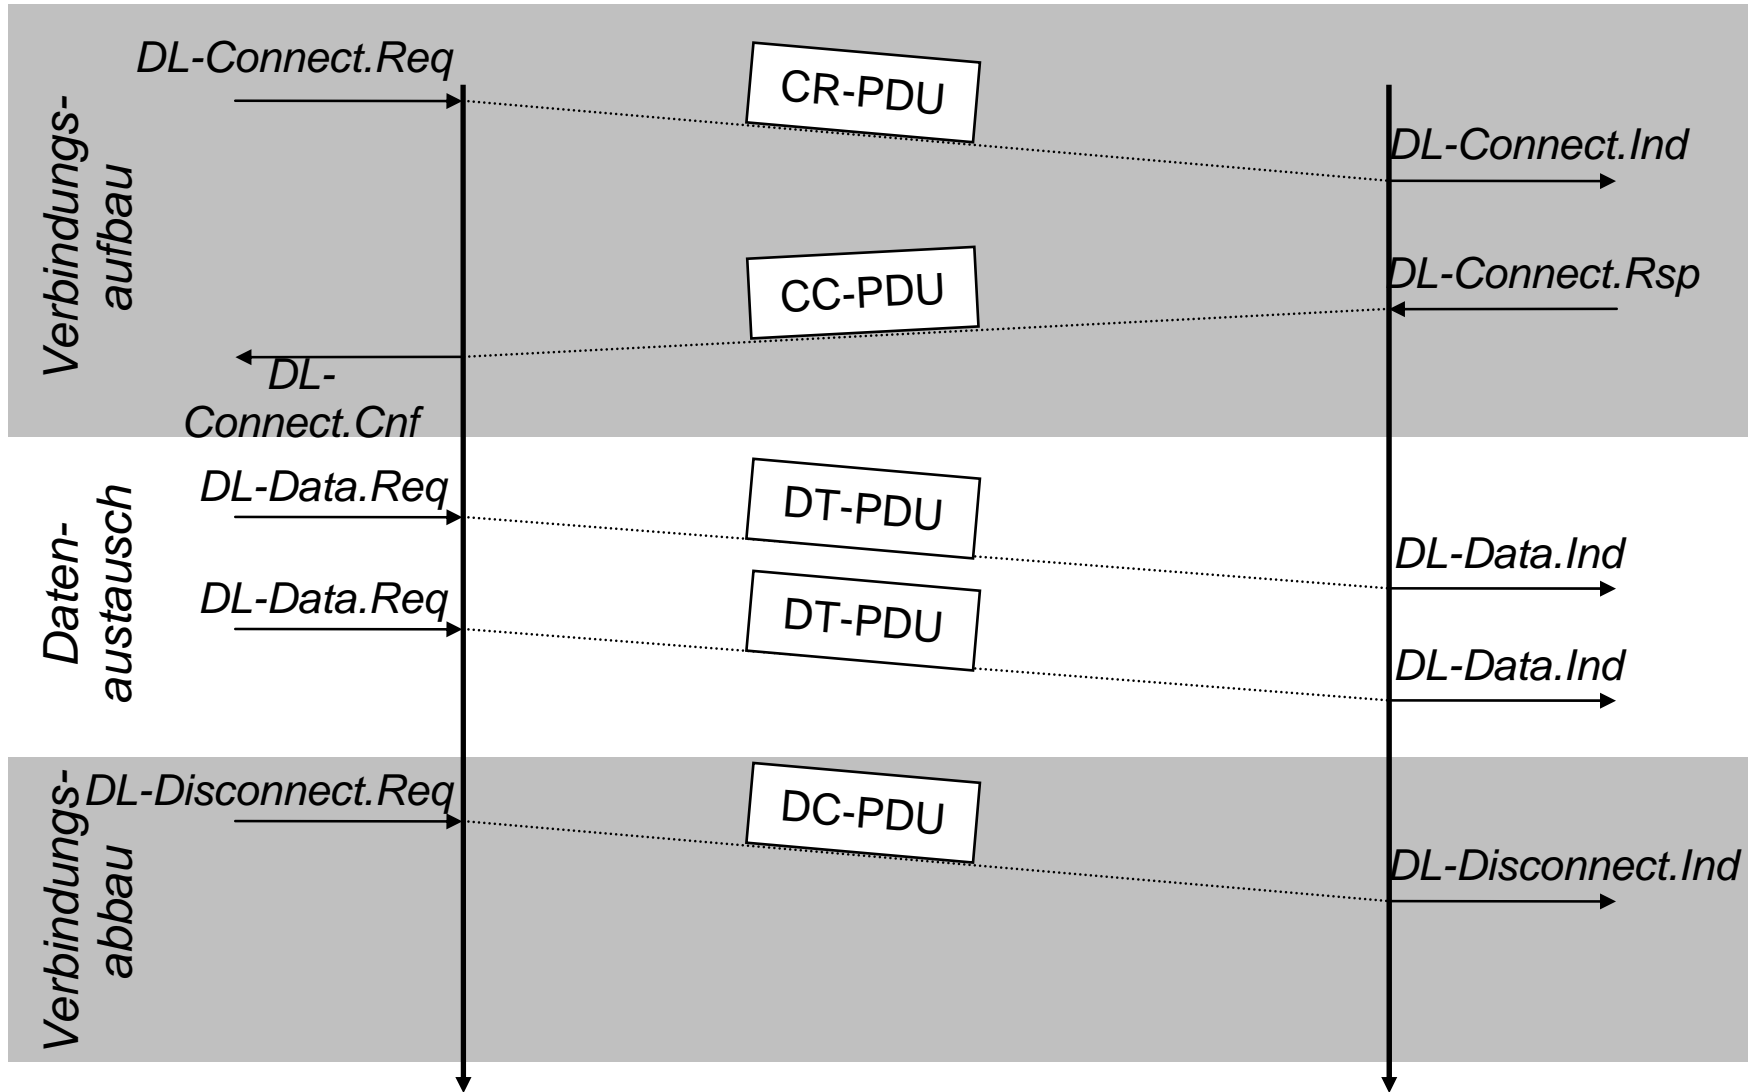 Verbindungs-
aufbau
DL-Connect.Req
CR-PDU
DL-Connect.Ind
CC-PDU
DL-Connect.Rsp
DL-
Connect.Cnf
Daten-
austausch
DL-Data.Req
DT-PDU
DL-Data.Ind
DL-Data.Req
DT-PDU
DL-Data.Ind
Verbindungs-
abbau
DL-Disconnect.Req
DC-PDU
DL-Disconnect.Ind